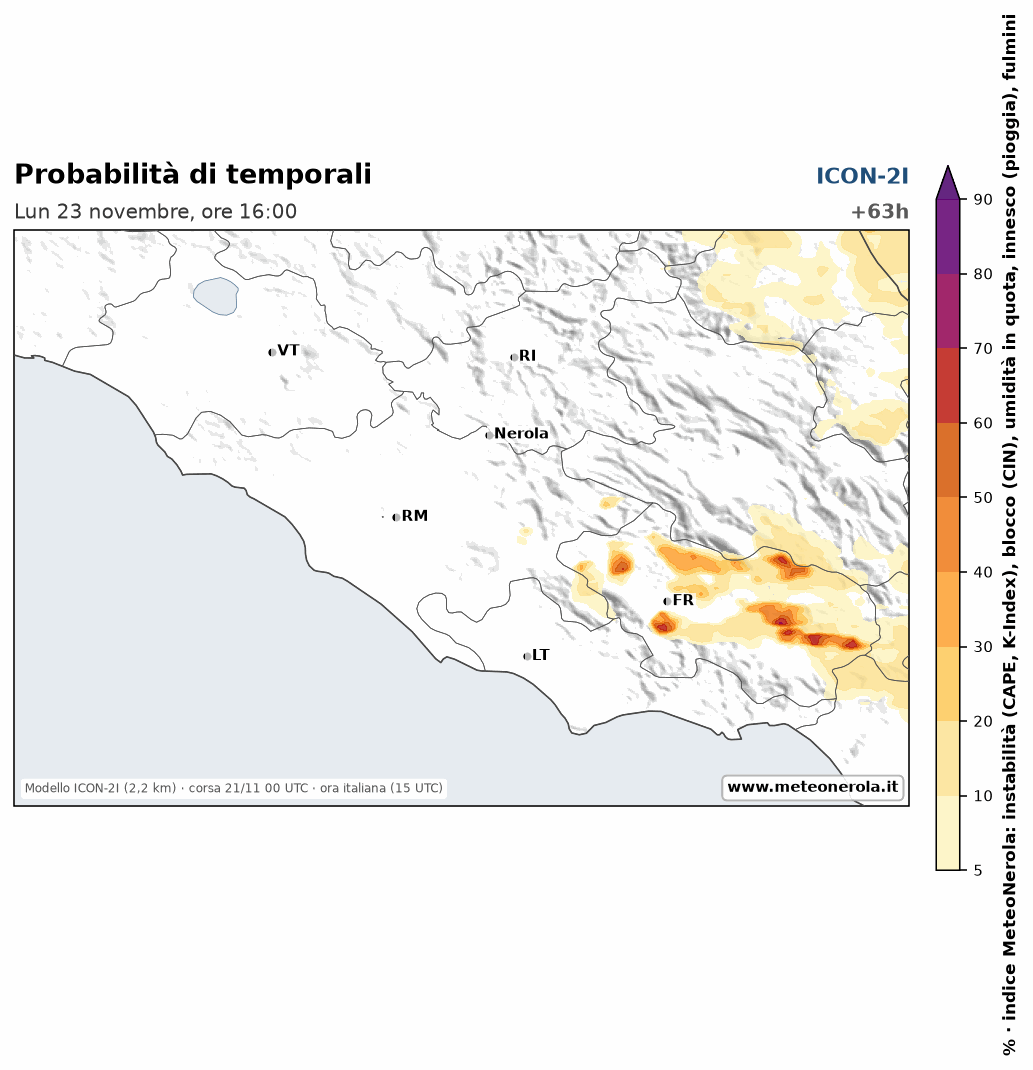 Probabilità di temporali
ICON-2I
Lun 23 novembre, ore 16:00
+63h
VT
RI
Nerola
RM
FR
LT
Modello ICON-2I (2,2 km) · corsa 21/11 00 UTC · ora italiana (15 UTC)
www.meteonerola.it
90
80
70
60
50
40
30
20
10
5
% · indice MeteoNerola: instabilità (CAPE, K-Index), blocco (CIN), umidità in quota, innesco (pioggia), fulmini